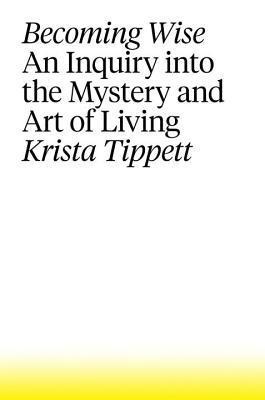 Becoming Wise
An Inquiry into
the Mystery and
Art of Living
Krista Tippett